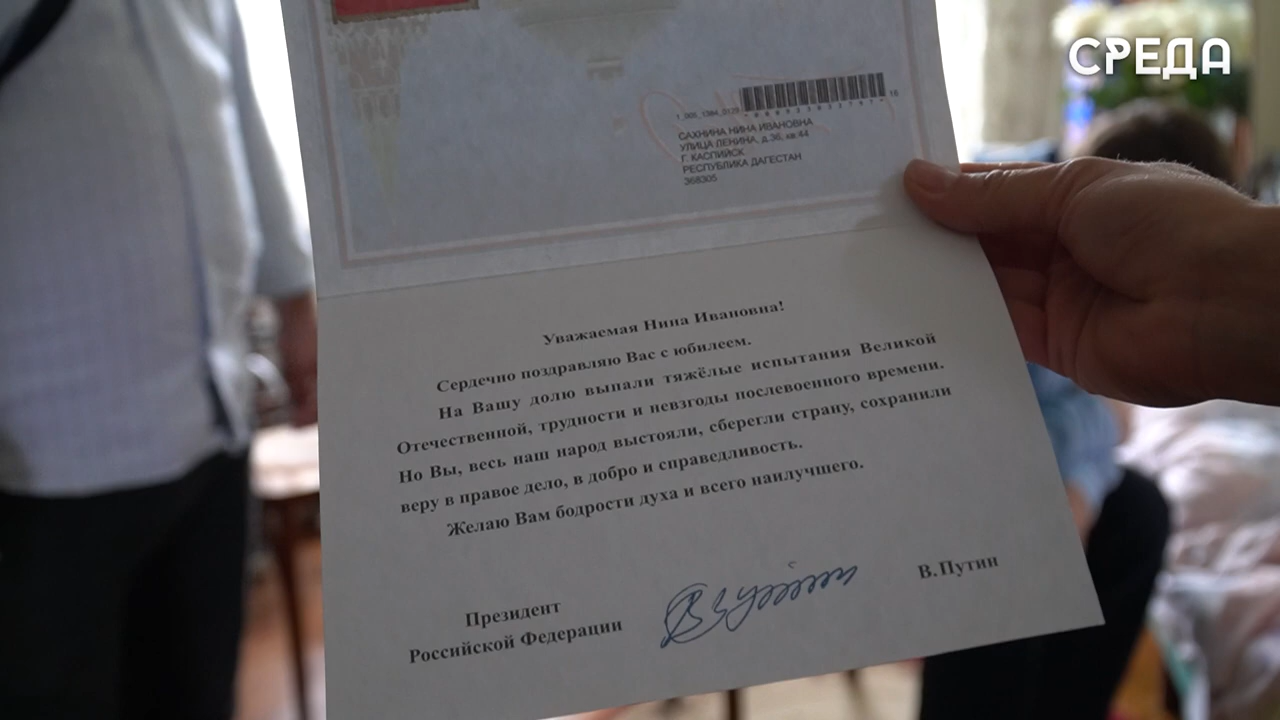 СРЕДА
САХНИНА НИНА ИВАНОВНА
УЛИЦА ЛЕНИНА, д.36, кв.44
Г. КАСПИЙСК
РЕСПУБЛИКА ДАГЕСТАН
368305
Уважаемая Нина Ивановна!
Сердечно поздравляю Вас с юбилеем.
На Вашу долю выпали тяжёлые испытания Великой
Отечественной, трудности и невзгоды послевоенного времени.
Но Вы, весь наш народ выстояли, сберегли страну, сохранили
веру в правое дело, в добро и справедливость.
Желаю Вам бодрости духа и всего наилучшего.
Президент
Российской Федерации
В.Путин